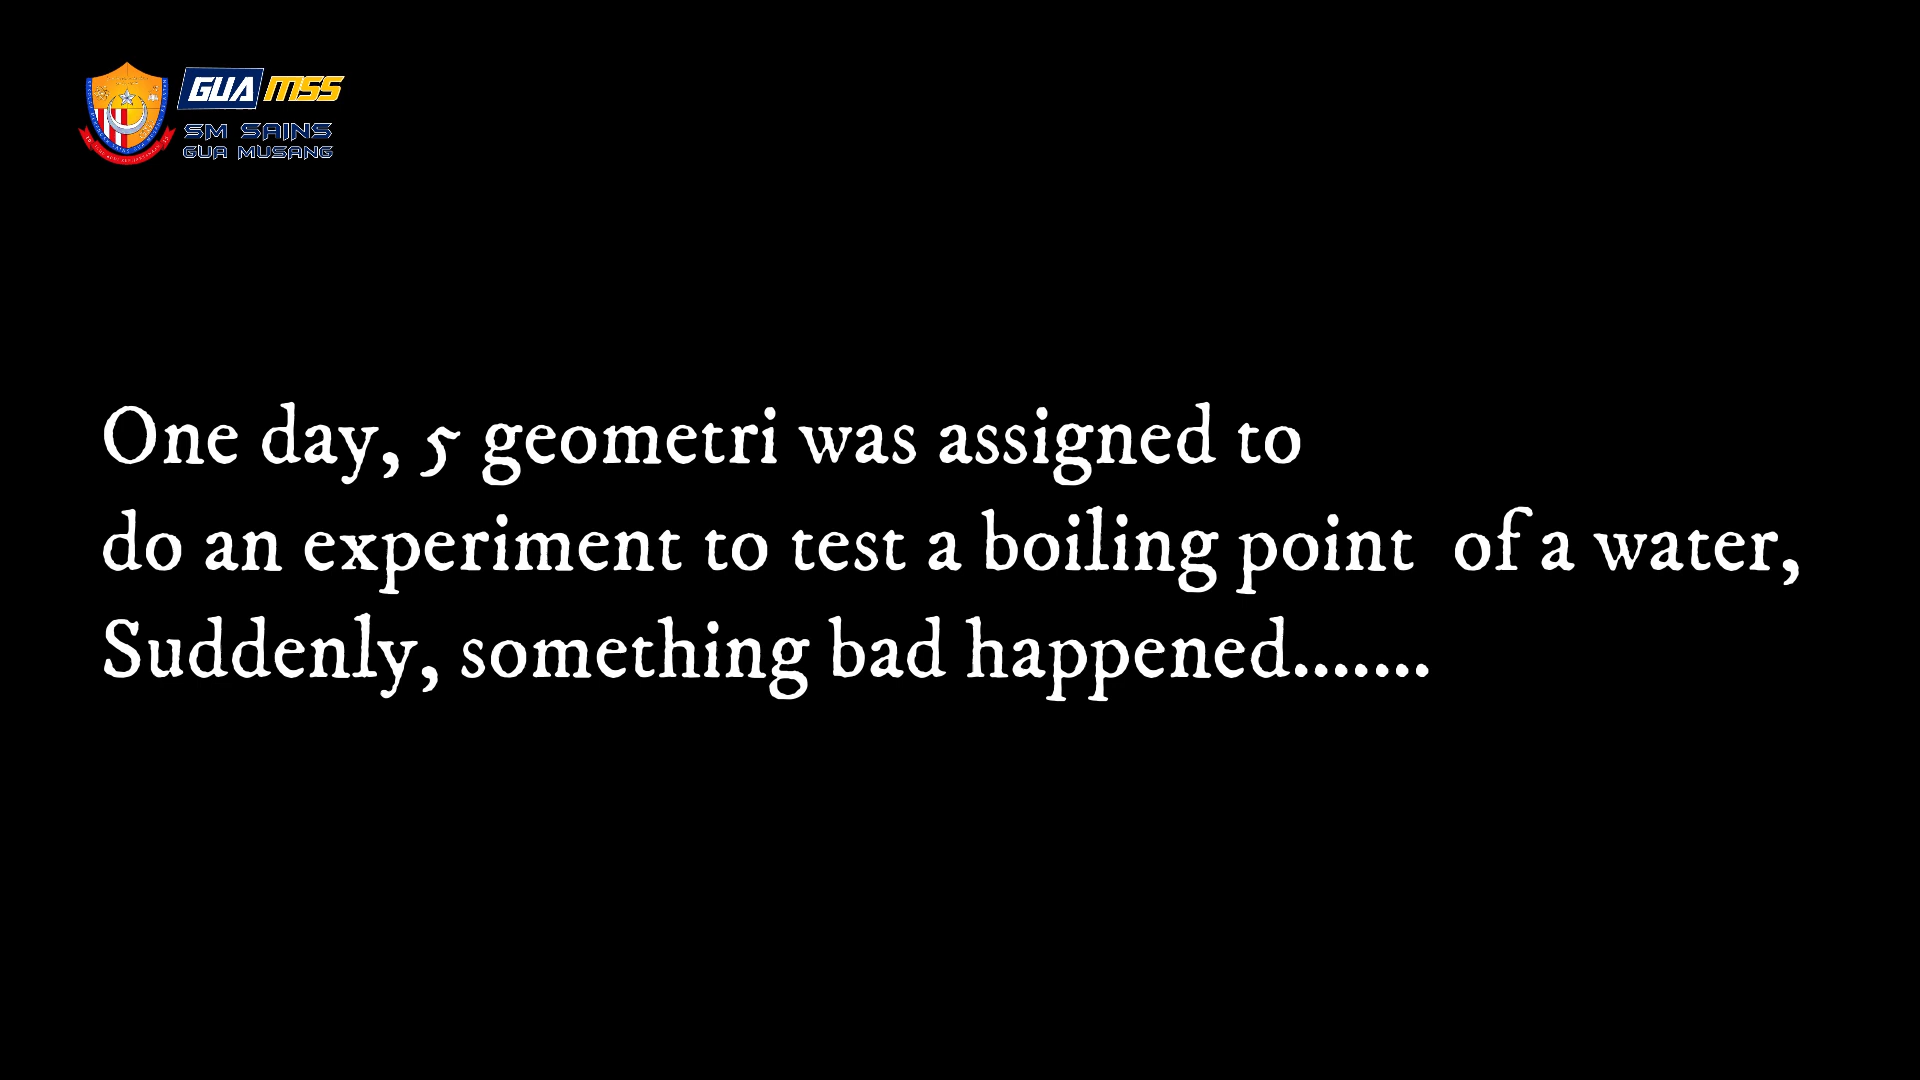 GUA MSS
SM SAINS
GUA MUSANG
One day, 5 geometri was assigned to
do an experiment to test a boiling point  of a water,
Suddenly, something bad happened.......